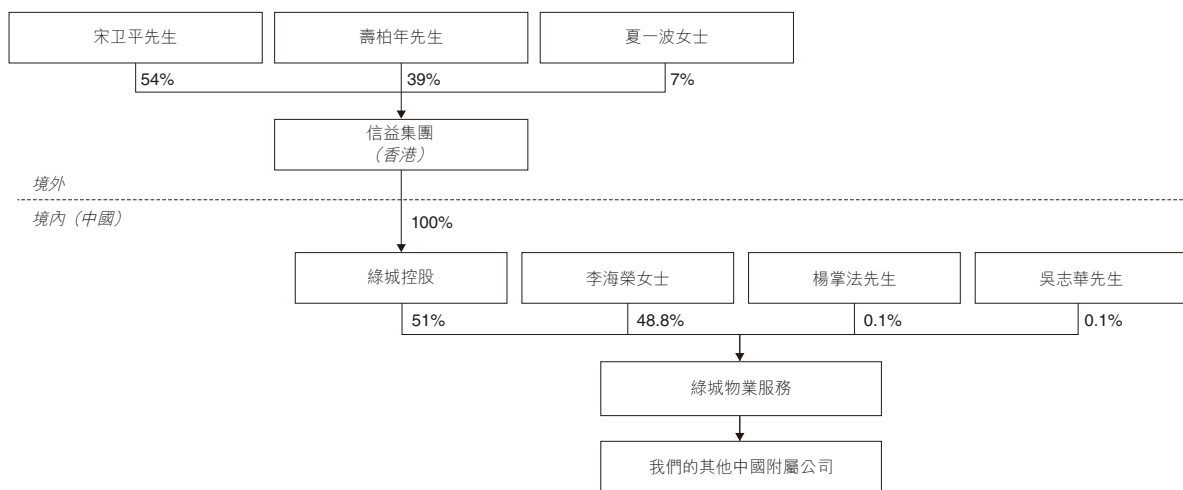 宋卫平先生
壽柏年先生
夏一波女士
54%
39%
7%
信益集團
（香港）
境外
境內（中國）
100%
綠城控股
李海榮女士
楊掌法先生
吳志華先生
51%
48.8%
0.1%
0.1%
綠城物業服務
我們的其他中國附屬公司